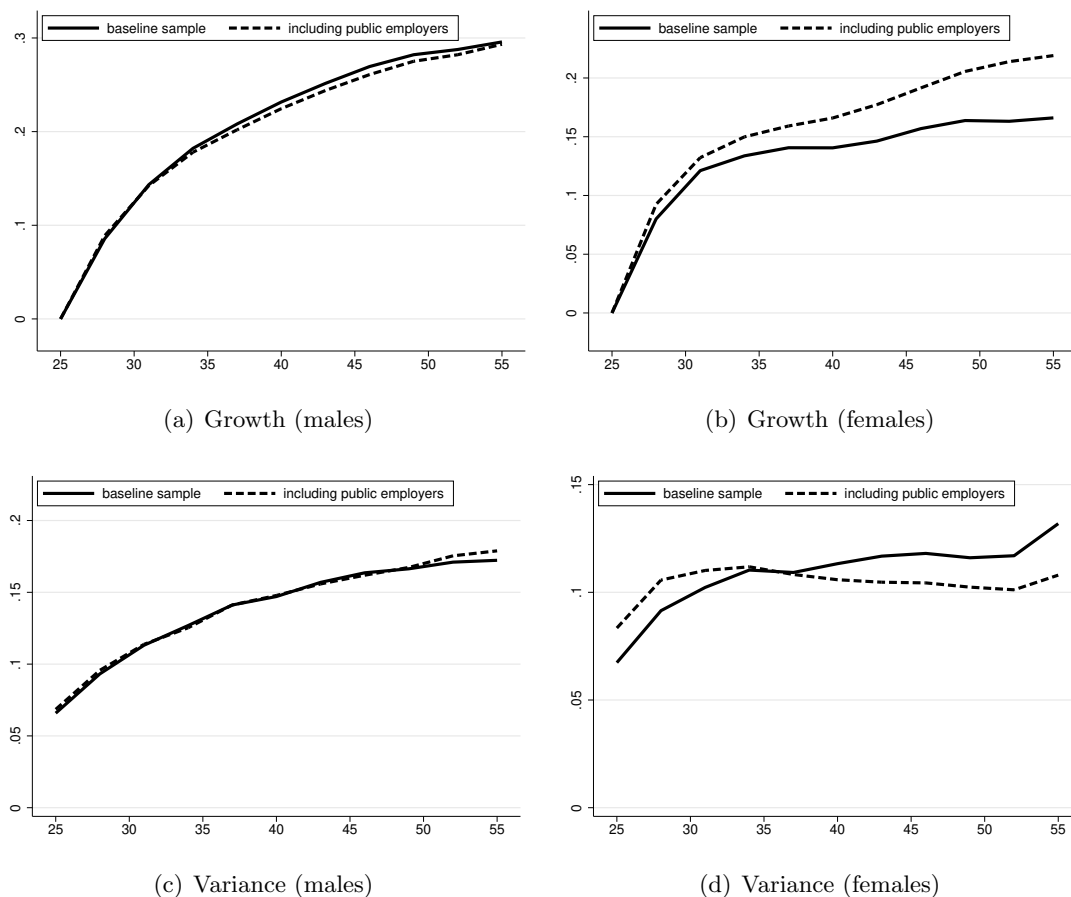 baseline sample including public employers
.3
.2
.1
0
25 30 35 40 45 50 55
(a) Growth (males)
baseline sample including public employers
.2
.15
.1
.05
0
25 30 35 40 45 50 55
(b) Growth (females)
baseline sample including public employers
.2
.15
.1
.05
0
25 30 35 40 45 50 55
(c) Variance (males)
baseline sample including public employers
.15
.1
.05
0
25 30 35 40 45 50 55
(d) Variance (females)